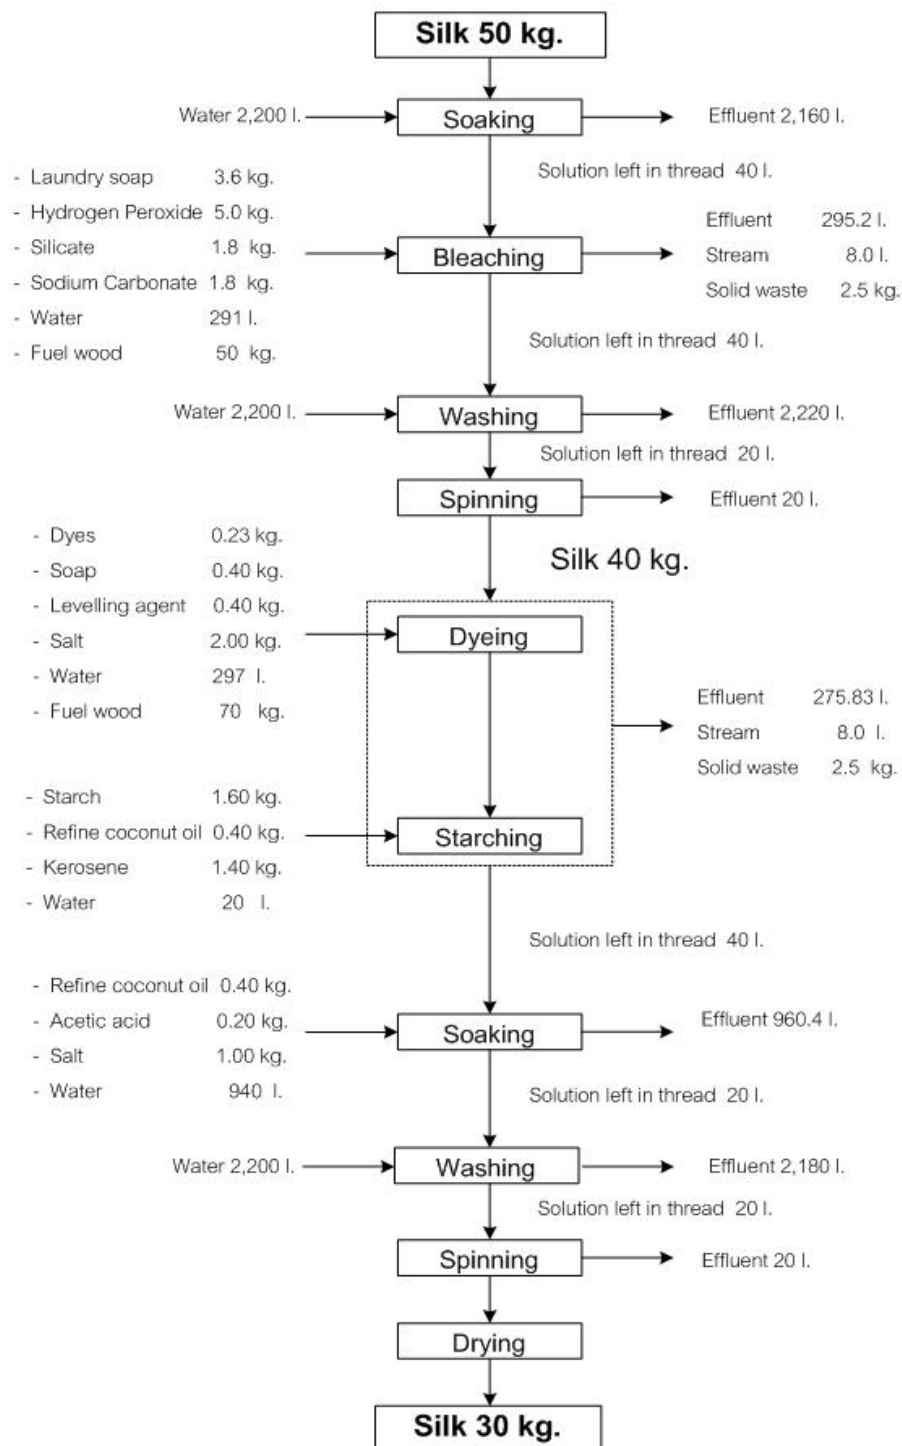 Silk 50 kg.
Water 2,200 l.
Soaking
Effluent 2,160 l.
Solution left in thread 40 l.
- Laundry soap 3.6 kg.
- Hydrogen Peroxide 5.0 kg.
- Silicate 1.8 kg.
- Sodium Carbonate 1.8 kg.
- Water 291 l.
- Fuel wood 50 kg.
Bleaching
Effluent 295.2 l.
Stream 8.0 l.
Solid waste 2.5 kg.
Solution left in thread 40 l.
Water 2,200 l.
Washing
Effluent 2,220 l.
Solution left in thread 20 l.
Spinning
Effluent 20 l.
Silk 40 kg.
- Dyes 0.23 kg.
- Soap 0.40 kg.
- Levelling agent 0.40 kg.
- Salt 2.00 kg.
- Water 297 l.
- Fuel wood 70 kg.
Dyeing
Effluent 275.83 l.
Stream 8.0 l.
Solid waste 2.5 kg.
- Starch 1.60 kg.
- Refine coconut oil 0.40 kg.
- Kerosene 1.40 kg.
- Water 20 l.
Starching
Solution left in thread 40 l.
- Refine coconut oil 0.40 kg.
- Acetic acid 0.20 kg.
- Salt 1.00 kg.
- Water 940 l.
Soaking
Effluent 960.4 l.
Solution left in thread 20 l.
Water 2,200 l.
Washing
Effluent 2,180 l.
Solution left in thread 20 l.
Spinning
Effluent 20 l.
Drying
Silk 30 kg.